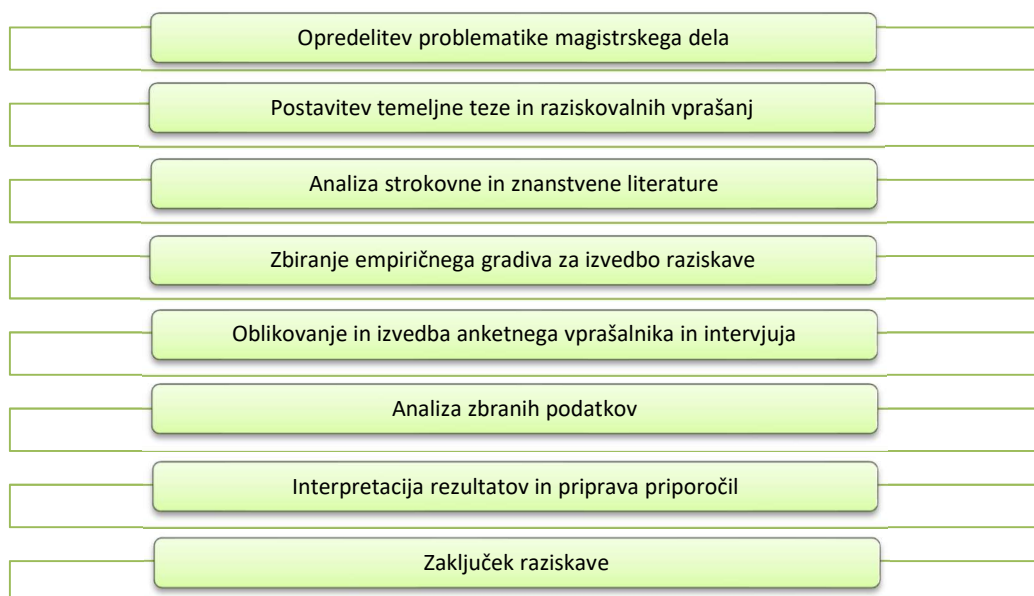 Opredelitev problematike magistrskega dela
Postavitev temeljne teze in raziskovalnih vprašanj
Analiza strokovne in znanstvene literature
Zbiranje empiričnega gradiva za izvedbo raziskave
Oblikovanje in izvedba anketnega vprašalnika in intervjuja
Analiza zbranih podatkov
Interpretacija rezultatov in priprava priporočil
Zaključek raziskave